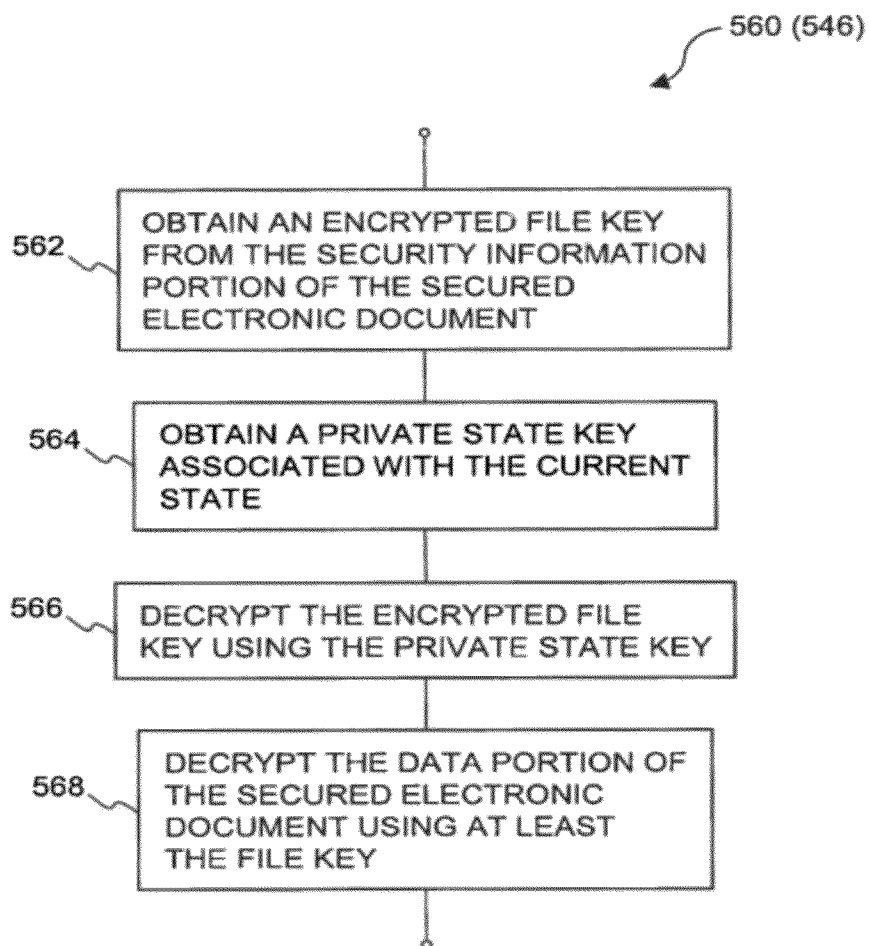 560 (546)
562
OBTAIN AN ENCRYPTED FILE KEY
FROM THE SECURITY INFORMATION
PORTION OF THE SECURED
ELECTRONIC DOCUMENT
564
OBTAIN A PRIVATE STATE KEY
ASSOCIATED WITH THE CURRENT
STATE
566
DECRYPT THE ENCRYPTED FILE
KEY USING THE PRIVATE STATE KEY
568
DECRYPT THE DATA PORTION OF
THE SECURED ELECTRONIC
DOCUMENT USING AT LEAST
THE FILE KEY